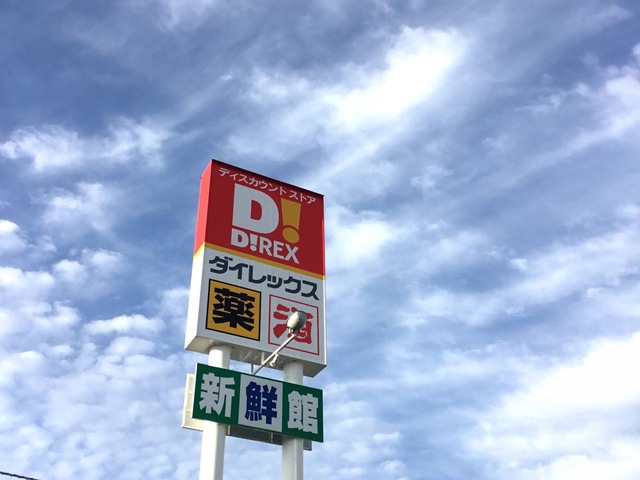 ディスカウント ストア
D!
D!REX
ダイレックス
薬 酒
新鮮館